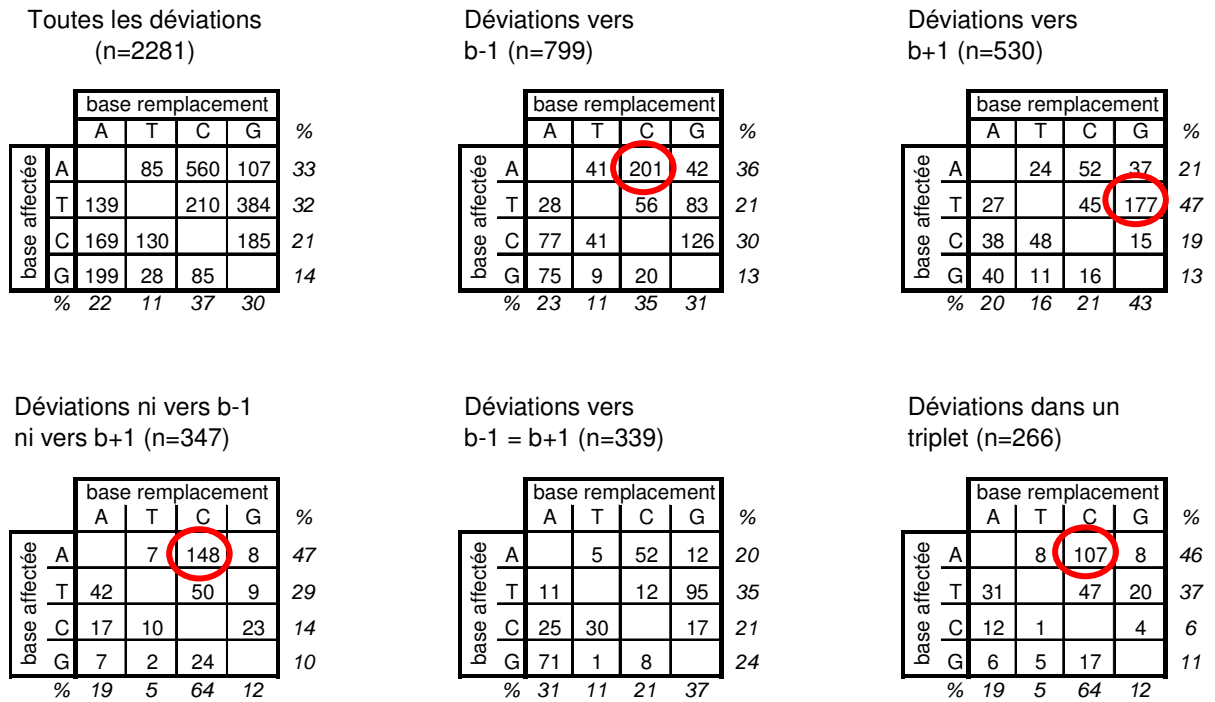 Toutes les déviations
(n=2281)
base remplacement
A T C G %
base affectée
A 85 560 107 33
T 139 210 384 32
C 169 130 185 21
G 199 28 85 14
% 22 11 37 30
Déviations vers
b-1 (n=799)
base remplacement
A T C G %
base affectée
A 41 201 42 36
T 28 56 83 21
C 77 41 126 30
G 75 9 20 13
% 23 11 35 31
Déviations vers
b+1 (n=530)
base remplacement
A T C G %
base affectée
A 24 52 37 21
T 27 45 177 47
C 38 48 15 19
G 40 11 16 13
% 20 16 21 43
Déviations ni vers b-1
ni vers b+1 (n=347)
base remplacement
A T C G %
base affectée
A 7 148 8 47
T 42 50 9 29
C 17 10 23 14
G 7 2 24 10
% 19 5 64 12
Déviations vers
b-1 = b+1 (n=339)
base remplacement
A T C G %
base affectée
A 5 52 12 20
T 11 12 95 35
C 25 30 17 21
G 71 1 8 24
% 31 11 21 37
Déviations dans un
triplet (n=266)
base remplacement
A T C G %
base affectée
A 8 107 8 46
T 31 47 20 37
C 12 1 4 6
G 6 5 17 11
% 19 5 64 12